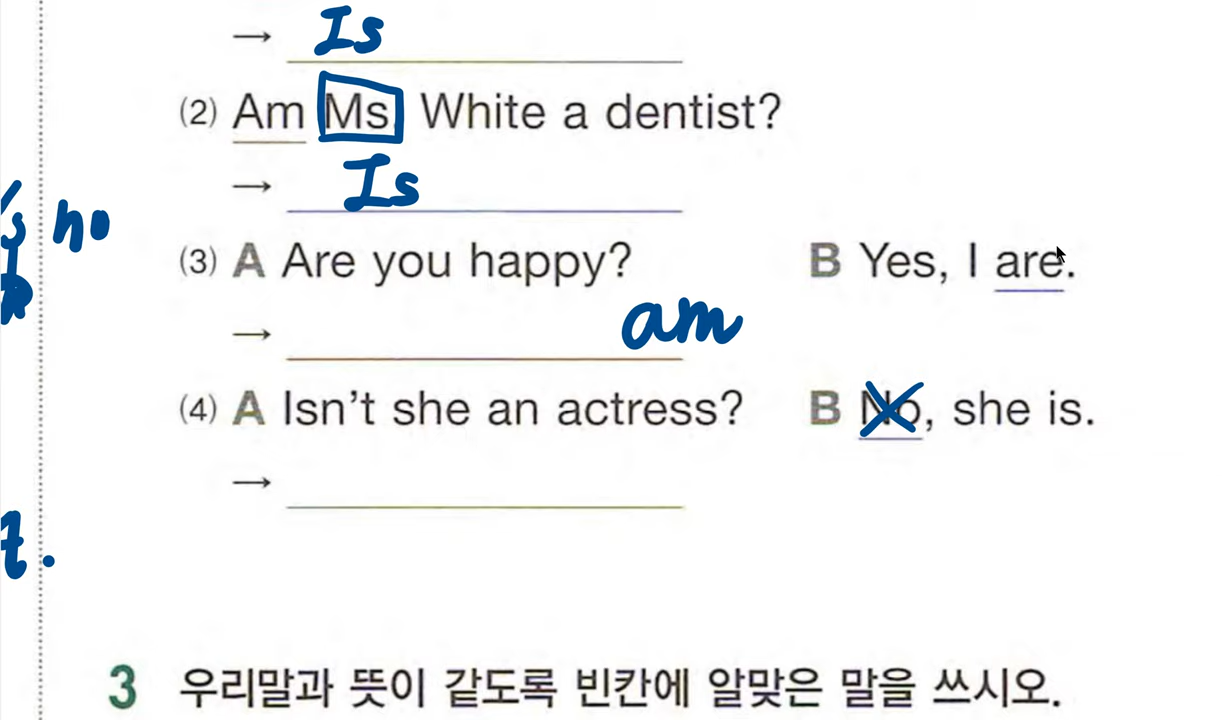 → Is
(2) Am Ms. White a dentist?
→ Is
no
(3) A Are you happy? B Yes, I are.
→ am
(4) A Isn't she an actress? B No, she is.
→
t.
3 우리말과 뜻이 같도록 빈칸에 알맞은 말을 쓰시오.